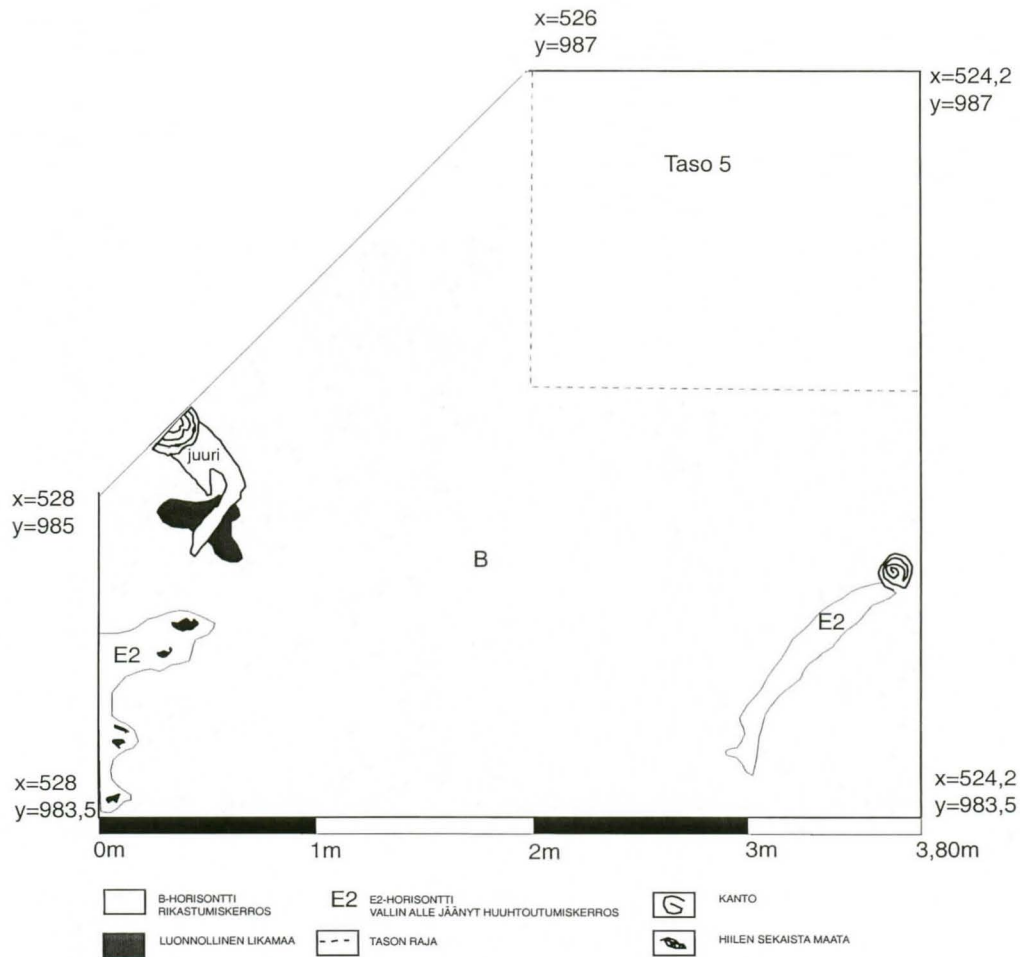 x=526
y=987
x=524,2
y=987
Taso 5
juuri
x=528
y=985
B
E2
E2
x=528
y=983,5
x=524,2
y=983,5
0m 1m 2m 3m 3,80m
B-HORISONTTI
RIKASTUMISKERROS
E2 E2-HORISONTTI
VALLIN ALLE JÄÄNYT HUUHTOUTUMISKERROS
KANTO
LUONNOLLINEN LIKAMAA
TASON RAJA
HIILEN SEKAISTA MAATA